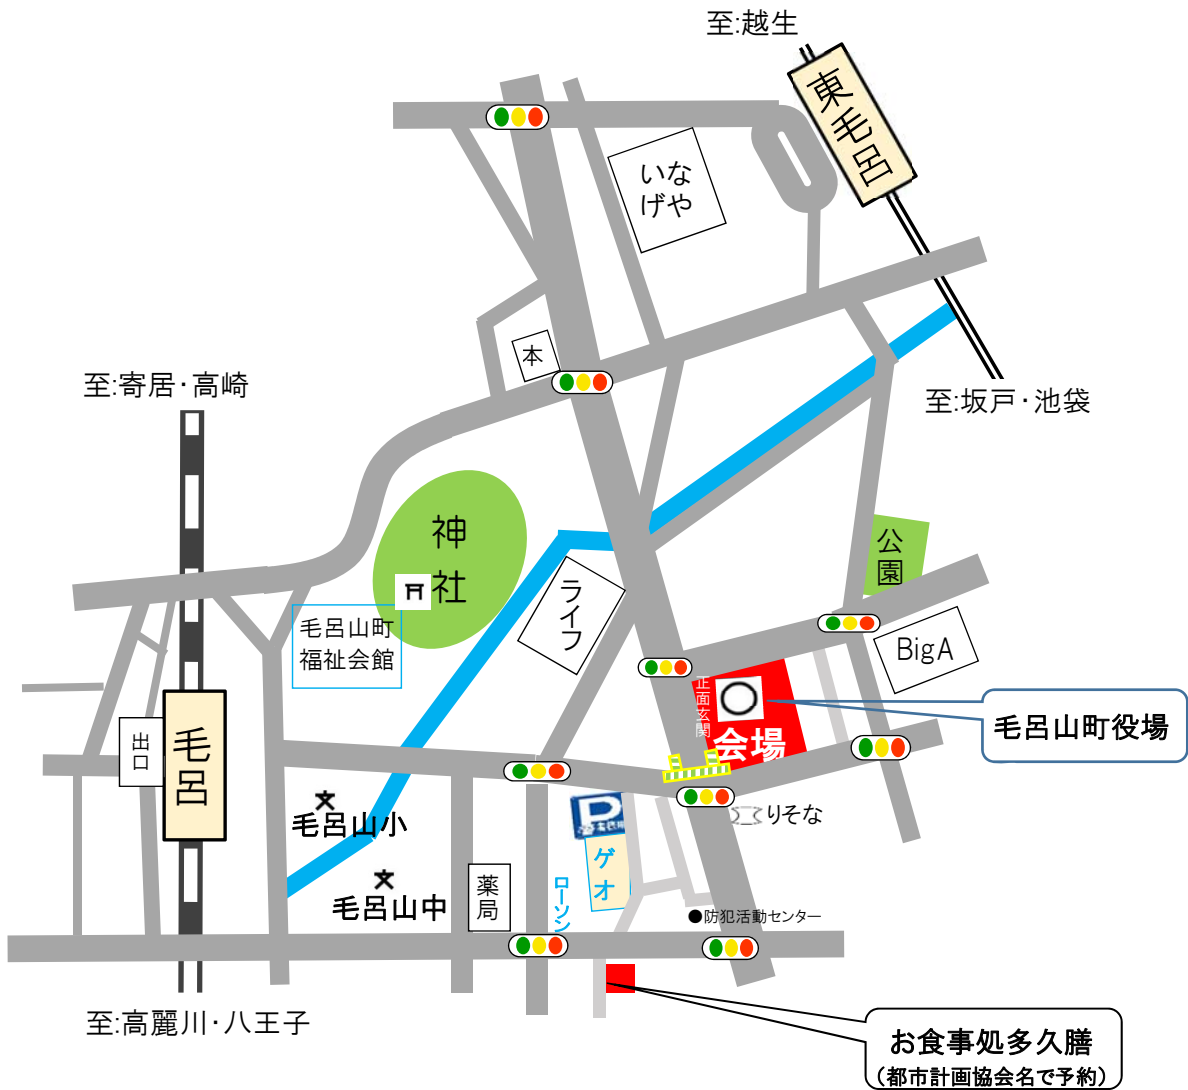 至:越生
東毛呂
いな
げや
本
至:寄居・高崎
至:坂戸・池袋
神社
公園
毛呂山町
福祉会館
ライフ
BigA
正面玄関
会場
毛呂山町役場
出口
毛呂
毛呂山小
P
りそな
ゲオ
薬局
毛呂山中
ローソン
●防犯活動センター
至:高麗川・八王子
お食事処多久膳
(都市計画協会名で予約)